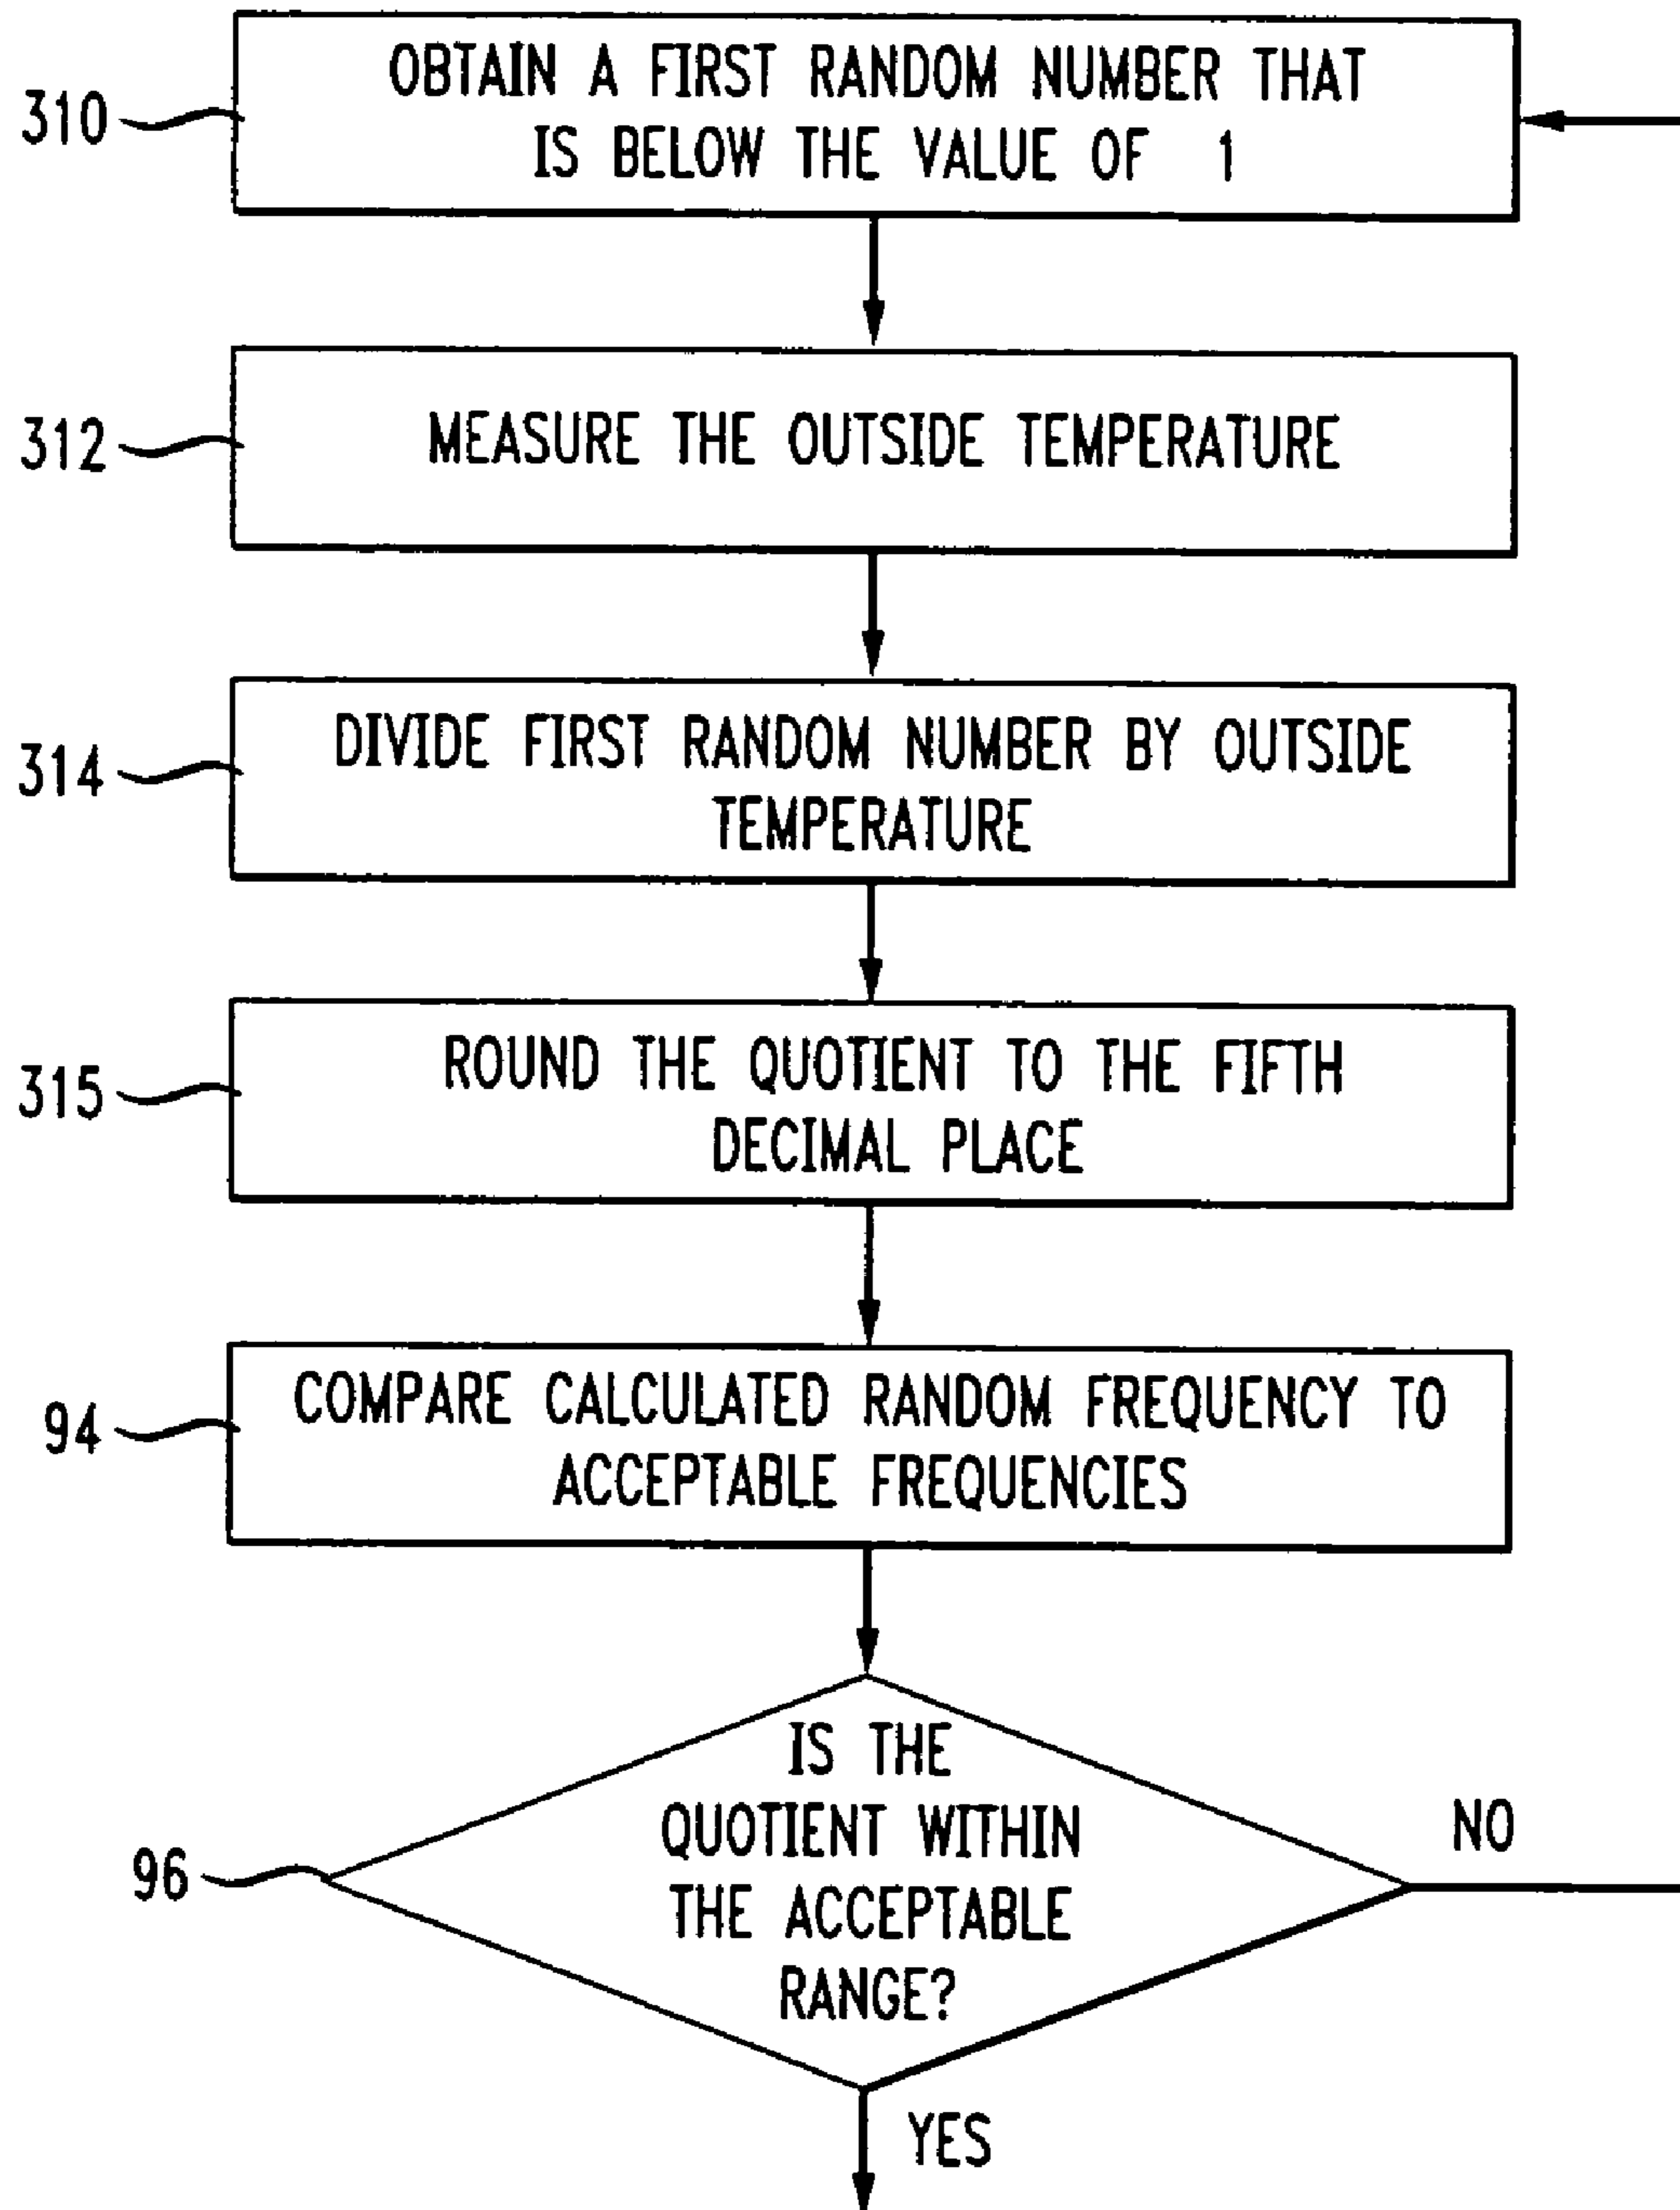 OBTAIN A FIRST RANDOM NUMBER THAT
IS BELOW THE VALUE OF 1
310
MEASURE THE OUTSIDE TEMPERATURE
312
DIVIDE FIRST RANDOM NUMBER BY OUTSIDE
TEMPERATURE
314
ROUND THE QUOTIENT TO THE FIFTH
DECIMAL PLACE
315
COMPARE CALCULATED RANDOM FREQUENCY TO
ACCEPTABLE FREQUENCIES
94
IS THE
QUOTIENT WITHIN
THE ACCEPTABLE
RANGE?
96
NO
YES